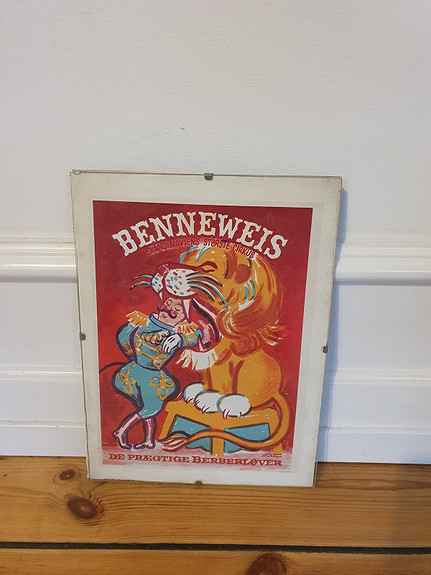 BENNEWEIS
SKANDINAVIENS STØRSTE CIRKUS
DE PRÆGTIGE BERBERLØVER